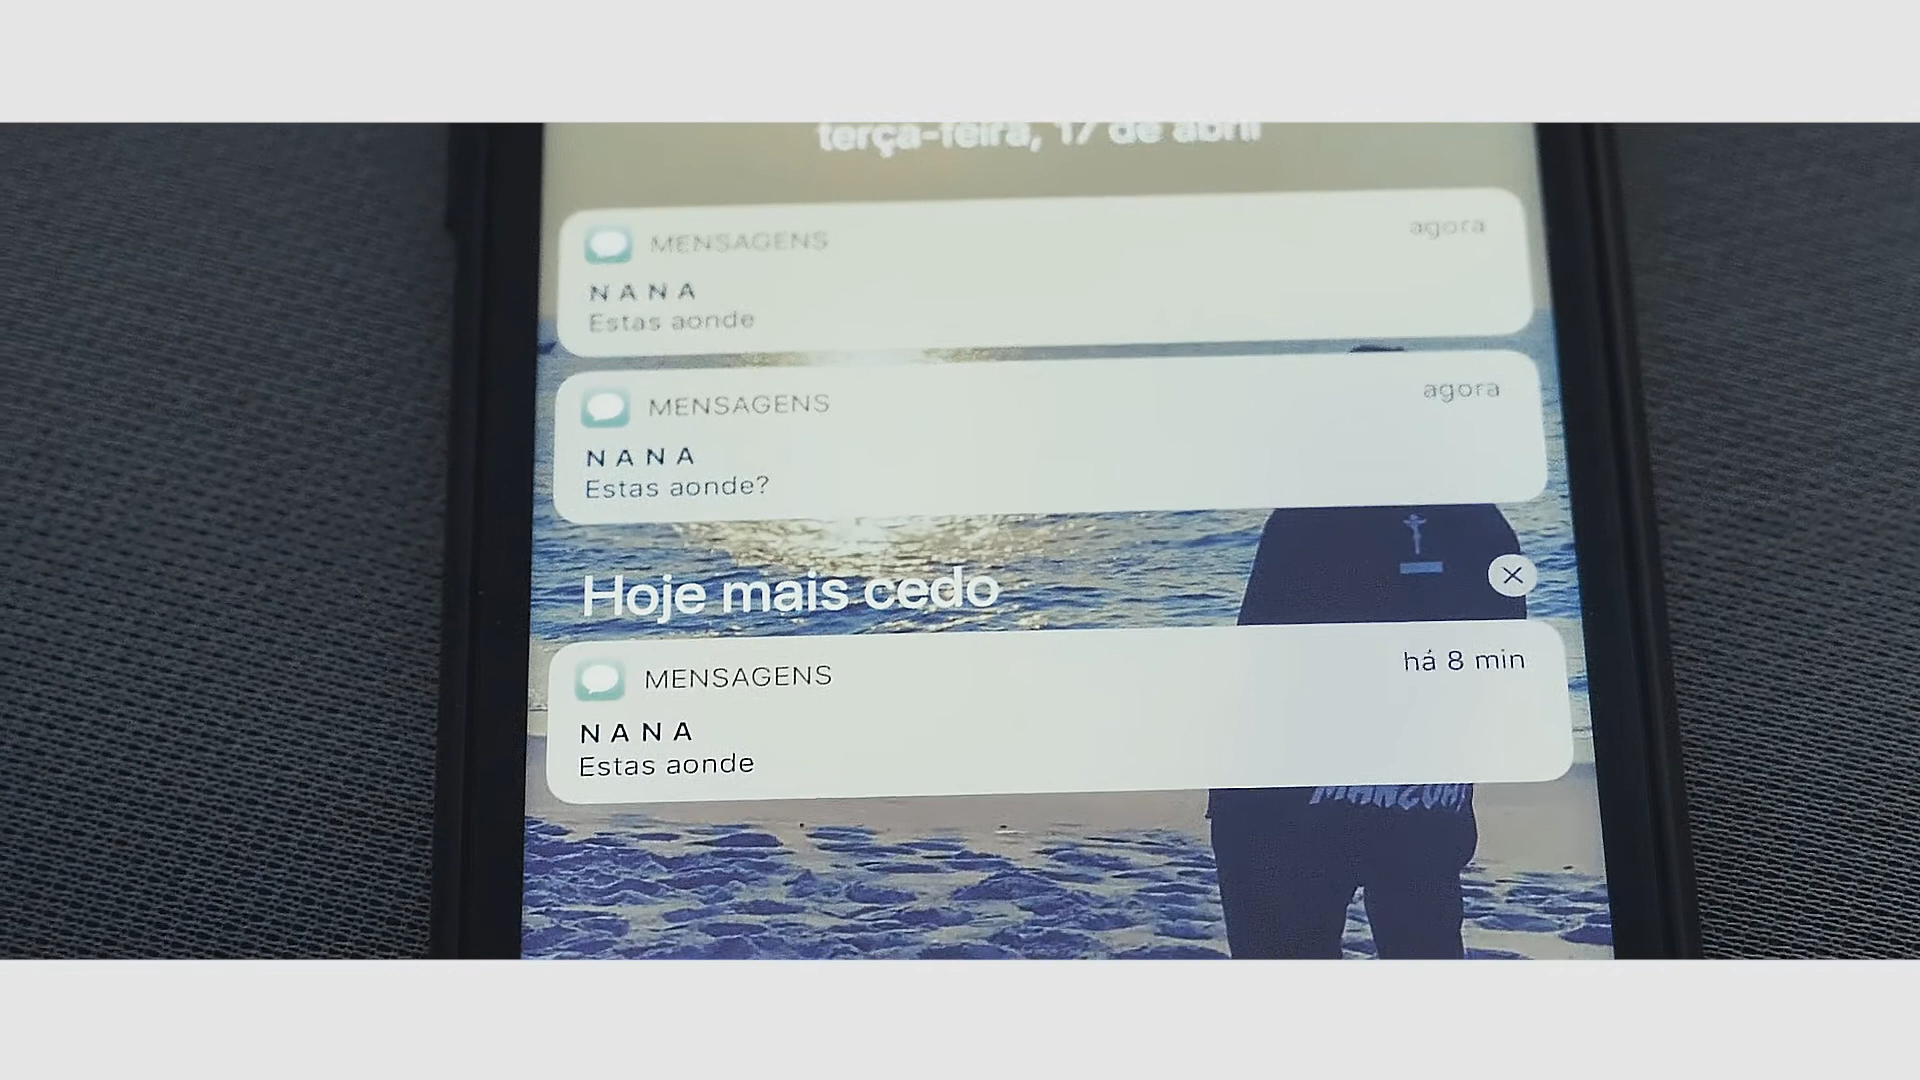 terça-feira, 17 de abril
MENSAGENS
agora
N A N A
Estas aonde
MENSAGENS
agora
N A N A
Estas aonde?
Hoje mais cedo
MENSAGENS
há 8 min
N A N A
Estas aonde